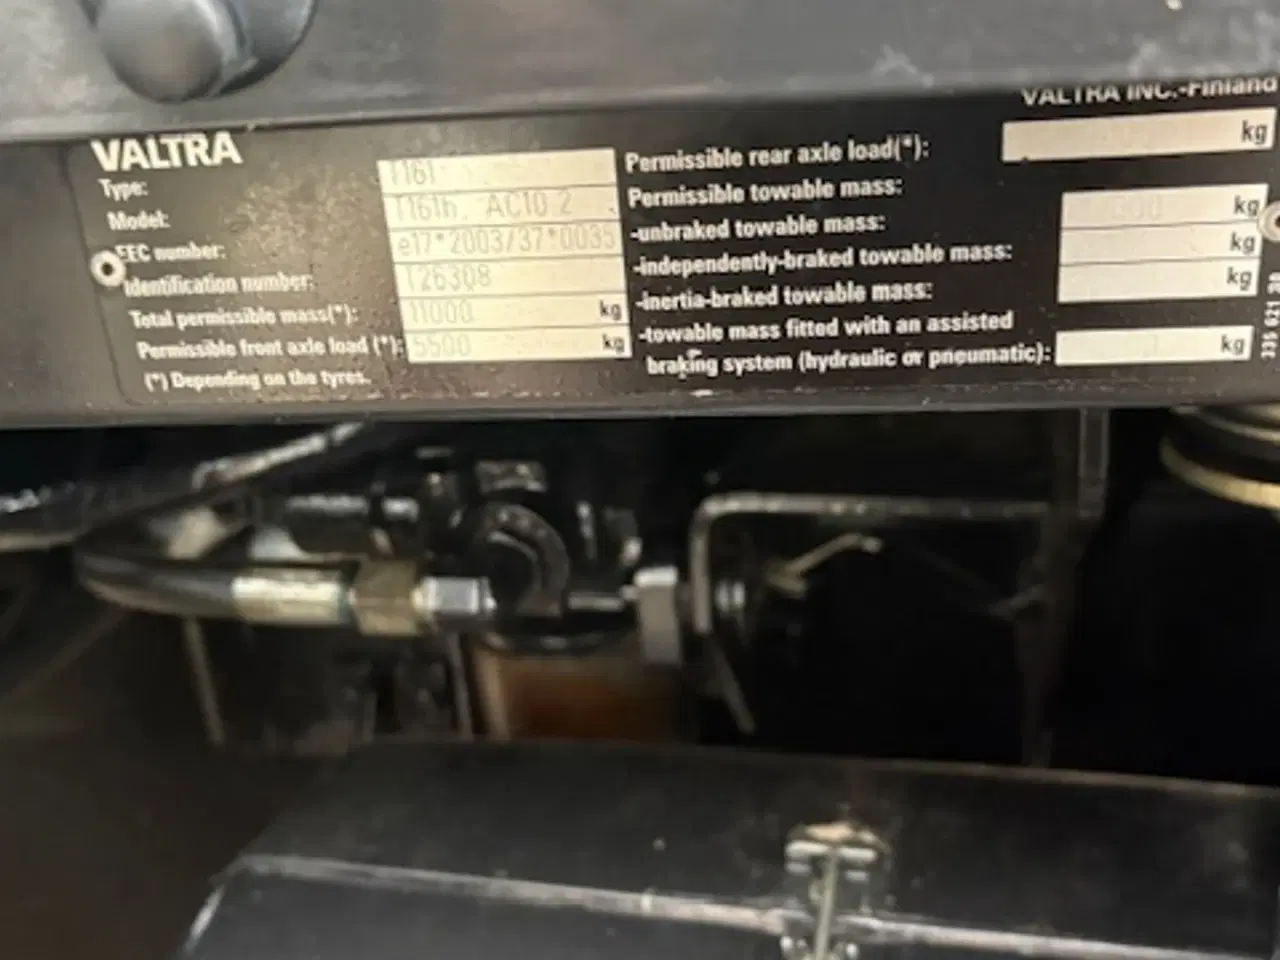 VALTRA INC.-Finland
VALTRA
Type: T161
Model: T161h, AC10 2
EEC number: e17*2003/37*0035
Identification number: T26308
Total permissible mass(*): 11000 kg
Permissible front axle load (*): 5500 kg
(*) Depending on the tyres.
Permissible rear axle load(*): kg
Permissible towable mass:
-unbraked towable mass: kg
-independently-braked towable mass: kg
-inertia-braked towable mass: kg
-towable mass fitted with an assisted
braking system (hydraulic or pneumatic): kg